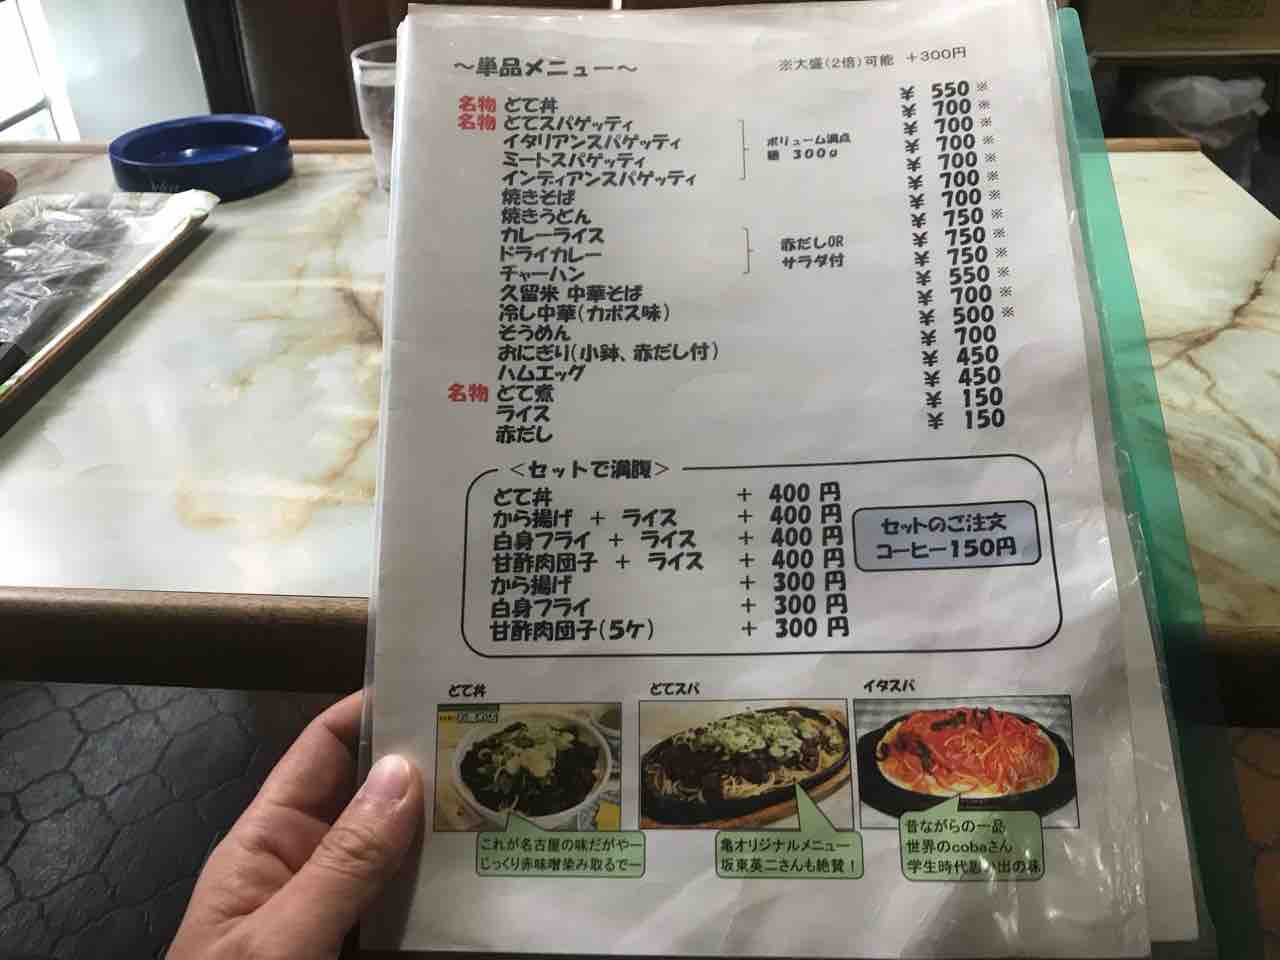 ~単品メニュー~ ※大盛(2倍)可能 +300円
名物 どて丼 ¥ 550 ※
名物 どてスパゲッティ ¥ 700 ※
イタリアンスパゲッティ ¥ 700 ※
ミートスパゲッティ ¥ 700 ※
インディアンスパゲッティ ¥ 700 ※
ボリューム満点
麺 300g
焼きそば ¥ 700 ※
焼きうどん ¥ 700 ※
カレーライス ¥ 750 ※
ドライカレー ¥ 750 ※
チャーハン ¥ 750 ※
赤だしOR
サラダ付
久留米 中華そば ¥ 550 ※
冷し中華(カボス味) ¥ 700 ※
そうめん ¥ 500 ※
おにぎり(小鉢、赤だし付) ¥ 700
ハムエッグ ¥ 450
名物 どて煮 ¥ 450
ライス ¥ 150
赤だし ¥ 150
<セットで満腹>
どて丼 + 400 円
から揚げ + ライス + 400 円
白身フライ + ライス + 400 円
甘酢肉団子 + ライス + 400 円
から揚げ + 300 円
白身フライ + 300 円
甘酢肉団子(5ケ) + 300 円
セットのご注文
コーヒー150円
どて丼
どてスパ
イタスパ
これが名古屋の味だがやー
じっくり赤味噌染み取るでー
亀オリジナルメニュー
坂東英二さんも絶賛!
昔ながらの一品
世界のcobaさん
学生時代思い出の味